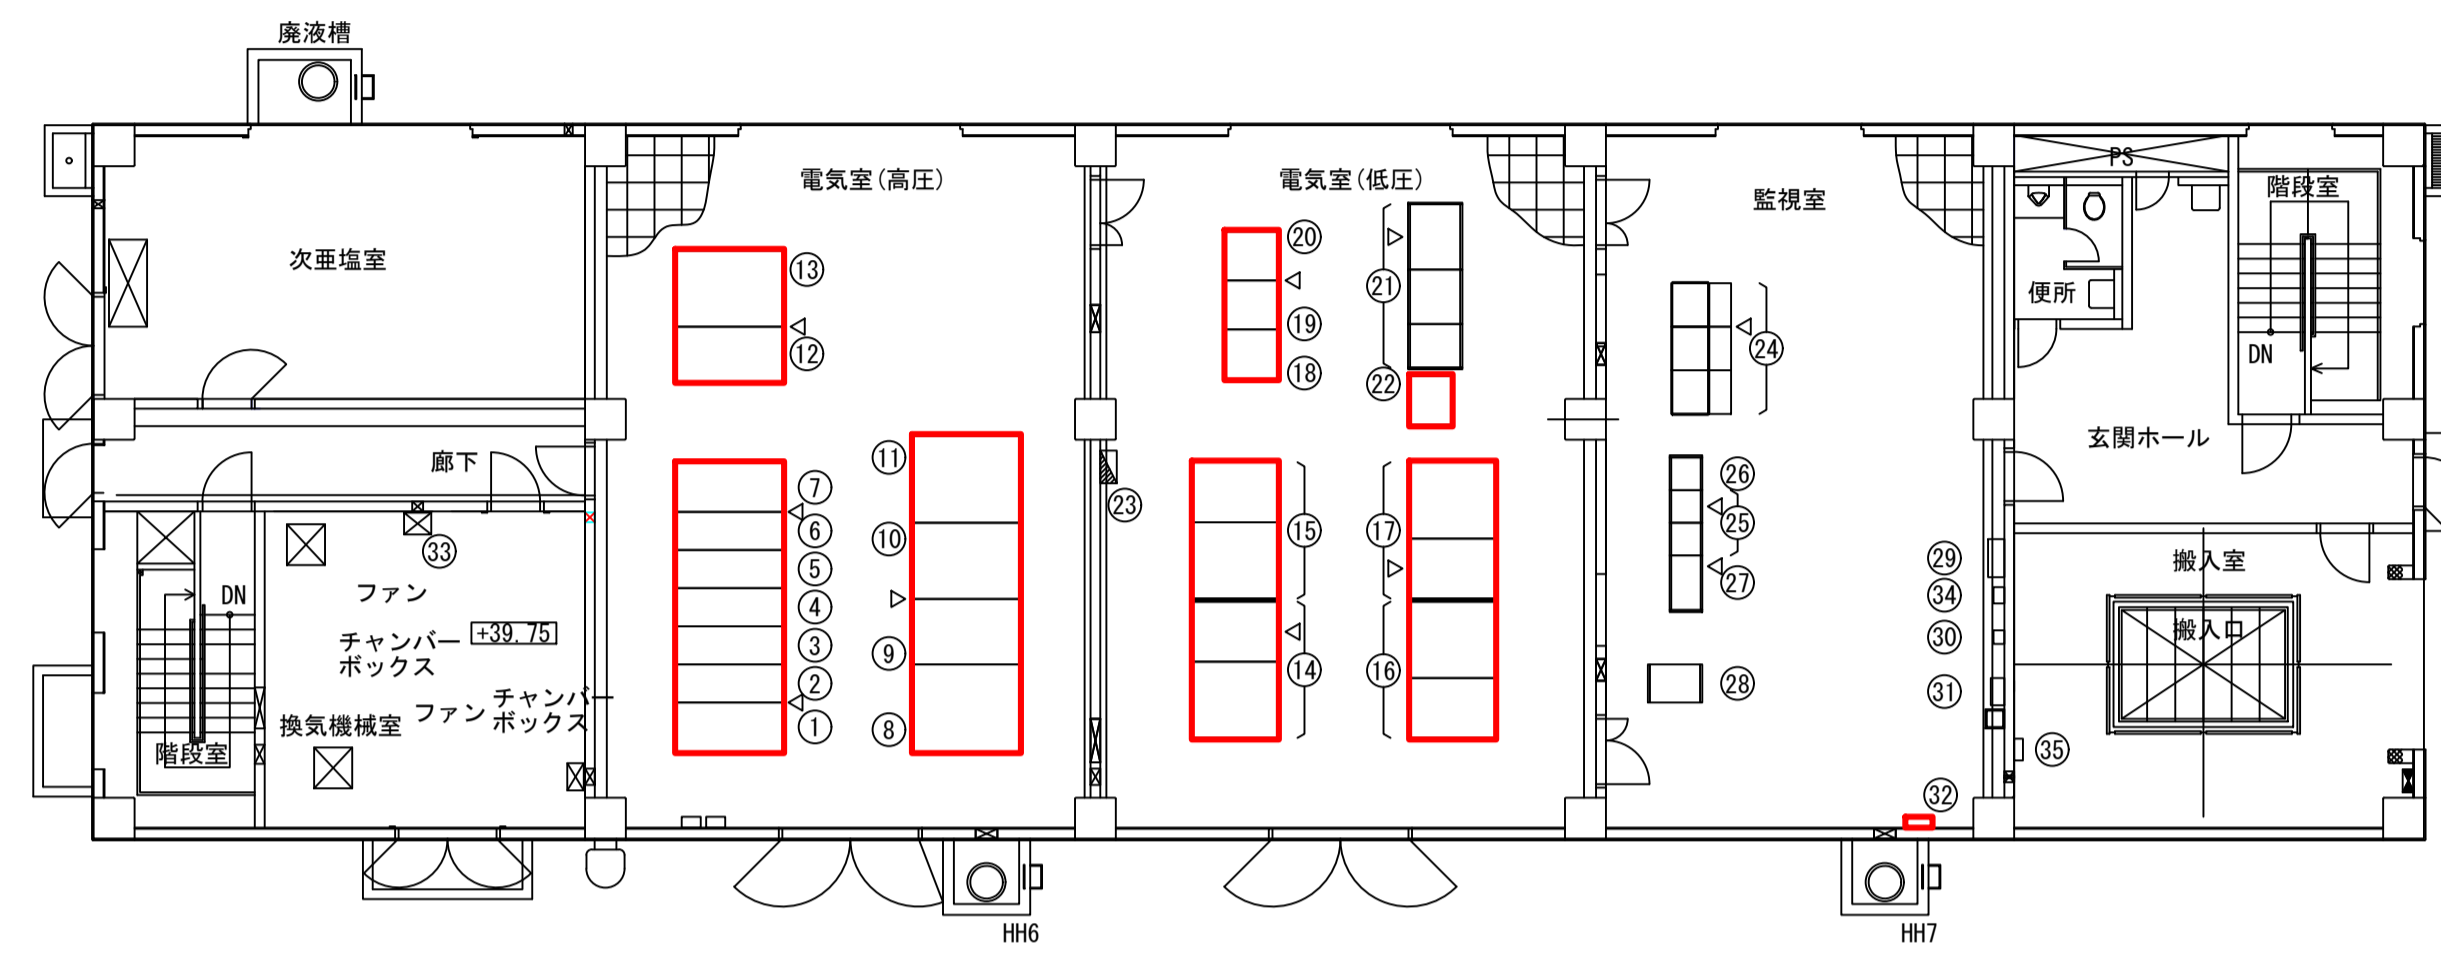 廃液槽
電気室(高圧)
電気室(低圧)
監視室
PS
階段室
次亜塩室
⑬
⑫
⑳
⑲
⑱
㉑
㉒
㉔
便所
DN
玄関ホール
廊下
⑪
⑩
⑨
⑧
⑦
⑥
⑤
④
③
②
①
㉓
⑮
⑭
⑰
⑯
㉖
㉕
㉗
㉘
㉙
㉞
㉚
㉛
㉜
㉟
搬入室
搬入口
㉝
ファン
DN
チャンバー
ボックス
+39.75
チャンバー
ボックス
ファン
換気機械室
階段室
HH6
HH7